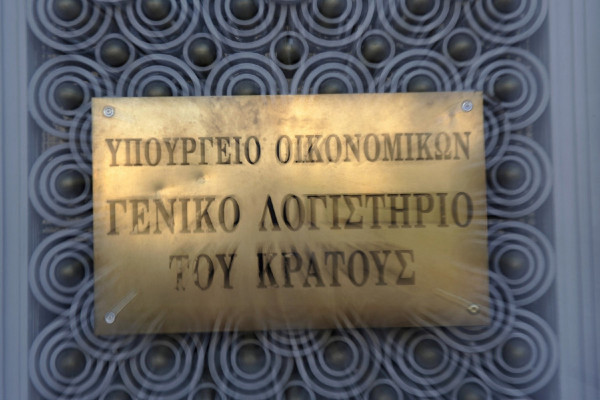 ΥΠΟΥΡΓΕΙΟ ΟΙΚΟΝΟΜΙΚΩΝ
ΓΕΝΙΚΟ ΛΟΓΙΣΤΗΡΙΟ
ΤΟΥ ΚΡΑΤΟΥΣ